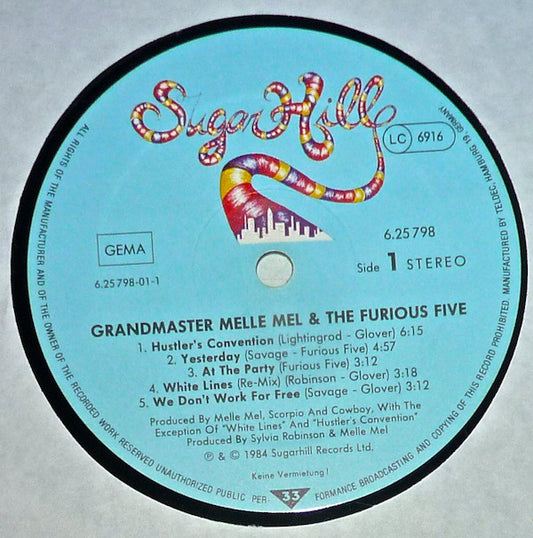 Sugar Hill
LC 6916
GEMA
6.25798-01-1
6.25798
Side 1 STEREO
GRANDMASTER MELLE MEL & THE FURIOUS FIVE
1. Hustler's Convention (Lightingrod - Glover) 6:15
2. Yesterday (Savage - Furious Five) 4:57
3. At The Party (Furious Five) 3:12
4. White Lines (Re-Mix) (Robinson - Glover) 3:18
5. We Don't Work For Free (Savage - Glover) 3:12
Produced By Melle Mel, Scorpio And Cowboy, With The
Exception Of "White Lines" And "Hustler's Convention"
Produced By Sylvia Robinson & Melle Mel
℗ & © 1984 Sugarhill Records Ltd.
Keine Vermietung!
33
ALL RIGHTS OF THE MANUFACTURER AND OF THE OWNER OF THE RECORDED WORK RESERVED UNAUTHORIZED PUBLIC PER- FORMANCE BROADCASTING AND COPYING OF THIS RECORD PROHIBITED. MANUFACTURED BY TELDEC, HAMBURG 19, GERMANY